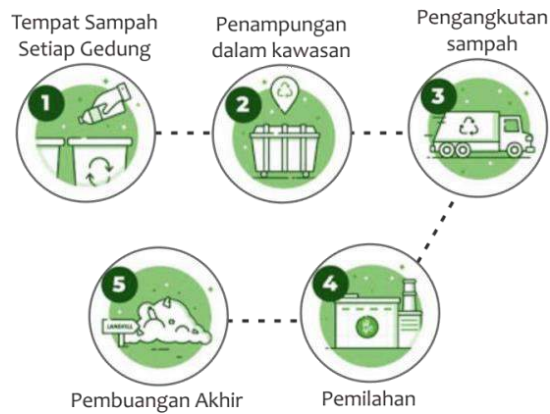 Tempat Sampah
Setiap Gedung
1
Penampungan
dalam kawasan
2
Pengangkutan
sampah
3
4
Pemilahan
5
LANDFILL
Pembuangan Akhir